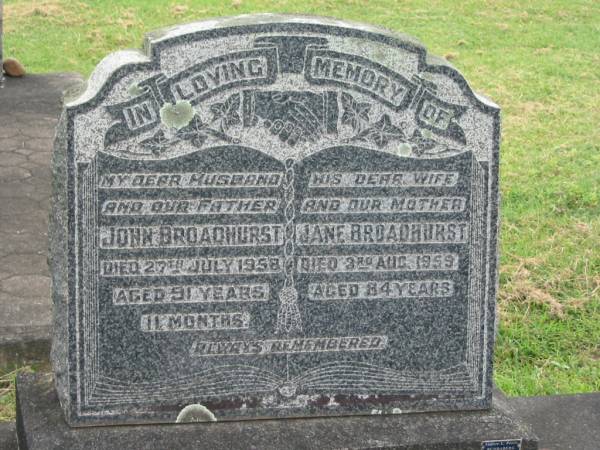 IN LOVING MEMORY OF
MY DEAR HUSBAND
AND OUR FATHER
JOHN BROADHURST
DIED 27TH JULY 1958
AGED 91 YEARS
11 MONTHS.
HIS DEAR WIFE
AND OUR MOTHER
JANE BROADHURST
DIED 3RD AUG. 1959
AGED 84 YEARS
ALWAYS REMEMBERED.